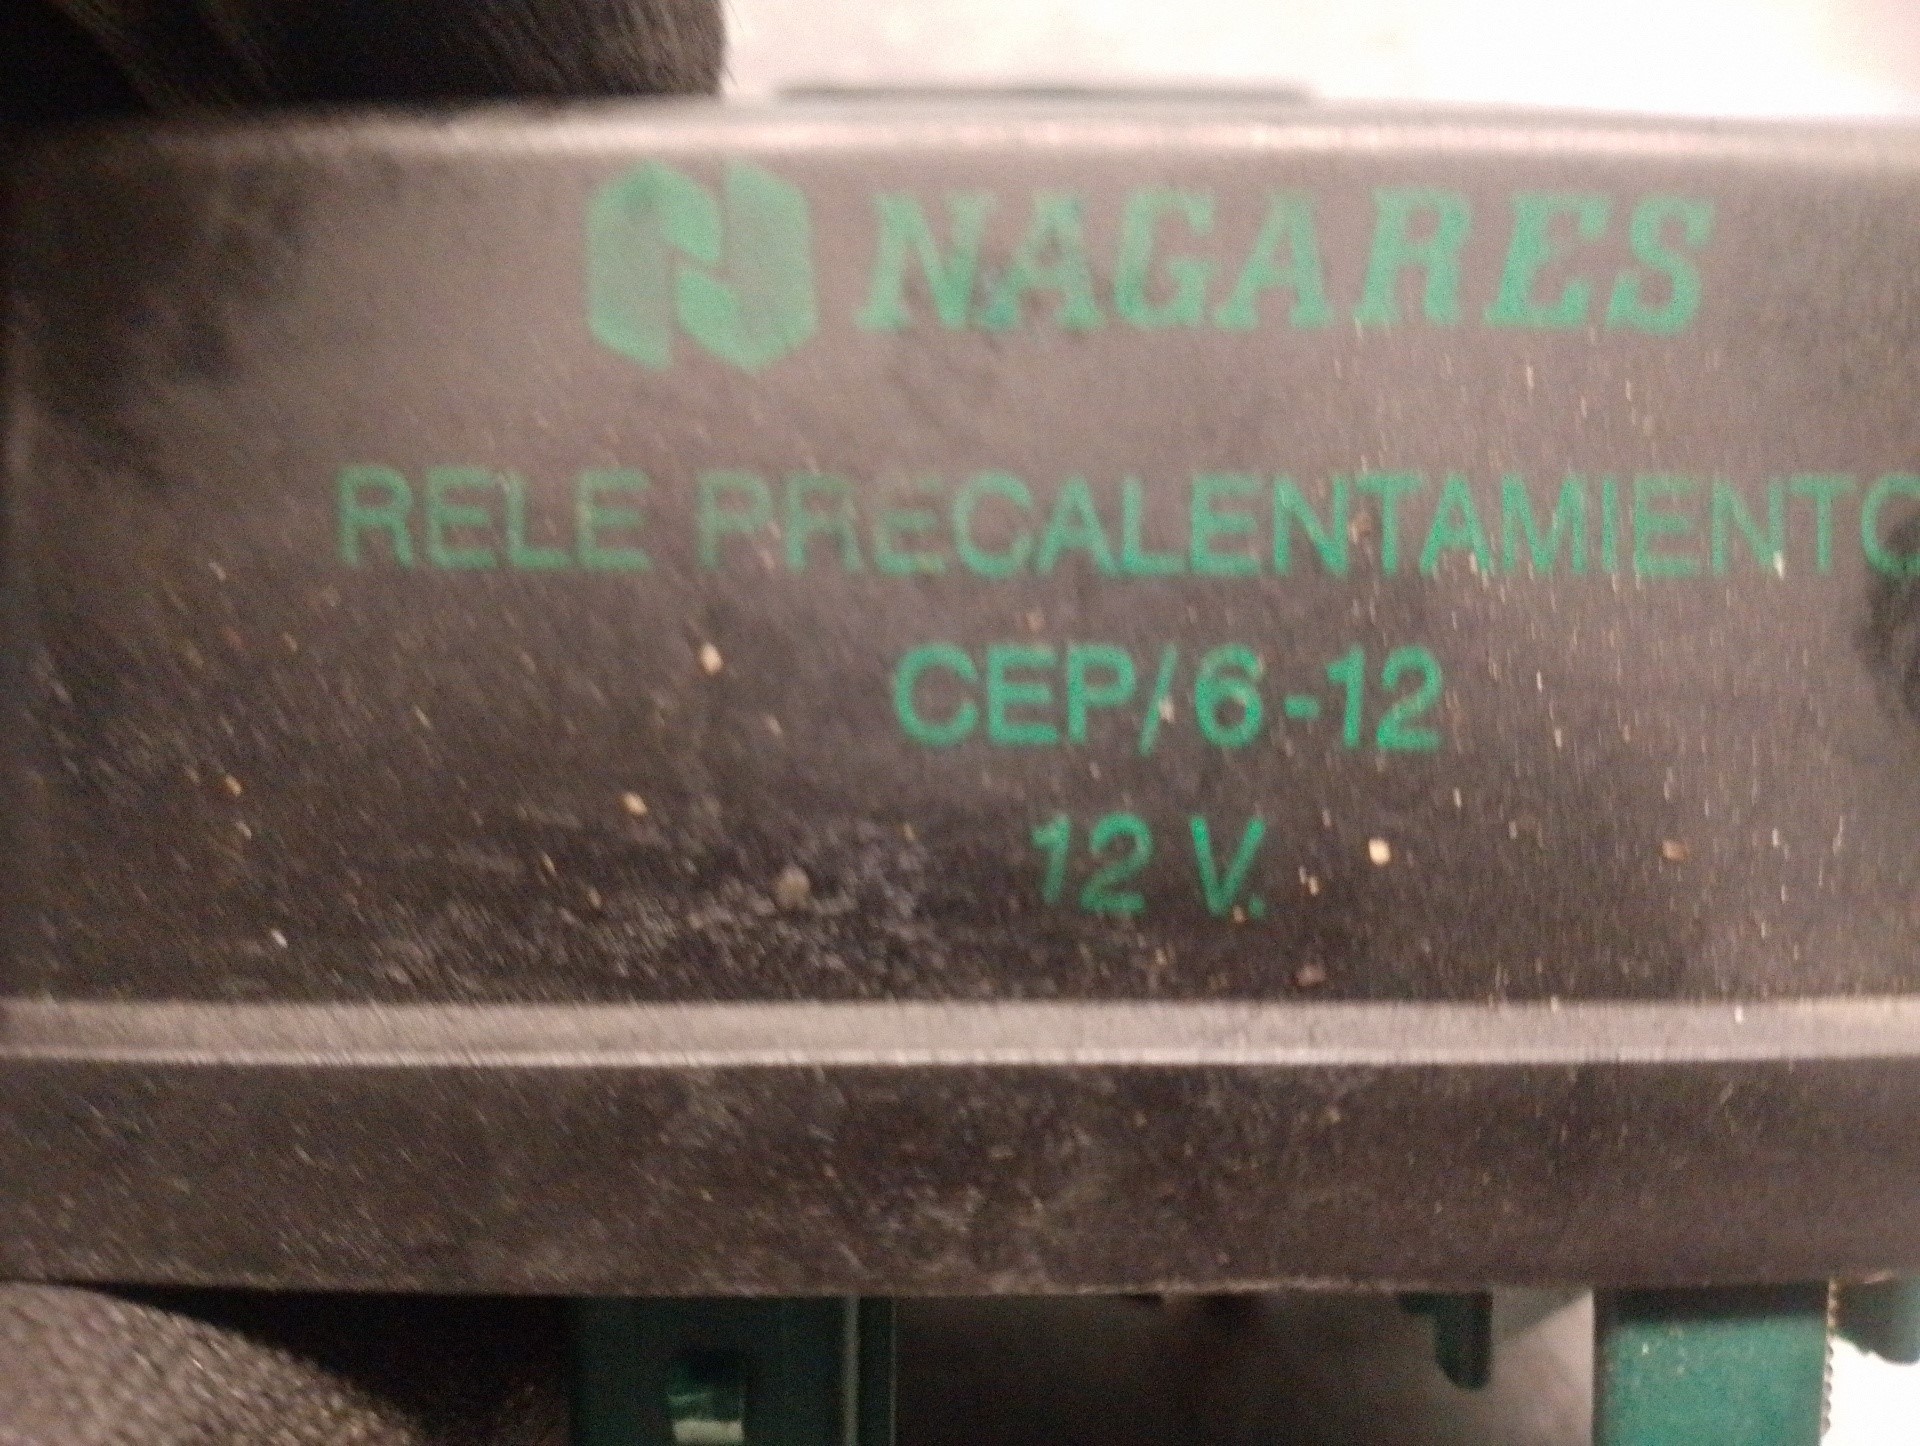 NAGARES
RELE PRECALENTAMIENTO
CEP/6-12
12 V.